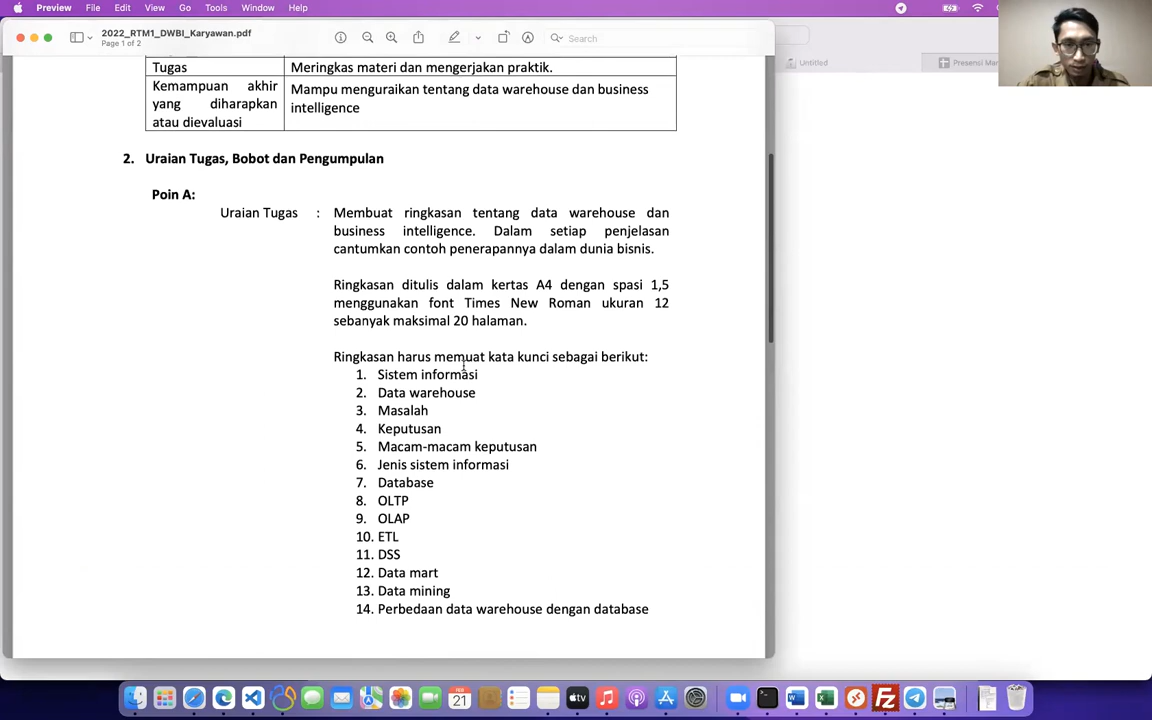 Preview File Edit View Go Tools Window Help
2022_RTM1_DWBI_Karyawan.pdf
Page 1 of 2
Search
Untitled
Presensi Mar
Tugas Meringkas materi dan mengerjakan praktik.
Kemampuan akhir yang diharapkan atau dievaluasi
Mampu menguraikan tentang data warehouse dan business intelligence
2. Uraian Tugas, Bobot dan Pengumpulan
Poin A:
Uraian Tugas : Membuat ringkasan tentang data warehouse dan
business intelligence. Dalam setiap penjelasan
cantumkan contoh penerapannya dalam dunia bisnis.
Ringkasan ditulis dalam kertas A4 dengan spasi 1,5
menggunakan font Times New Roman ukuran 12
sebanyak maksimal 20 halaman.
Ringkasan harus memuat kata kunci sebagai berikut:
1. Sistem informasi
2. Data warehouse
3. Masalah
4. Keputusan
5. Macam-macam keputusan
6. Jenis sistem informasi
7. Database
8. OLTP
9. OLAP
10. ETL
11. DSS
12. Data mart
13. Data mining
14. Perbedaan data warehouse dengan database
FEB
21
tv